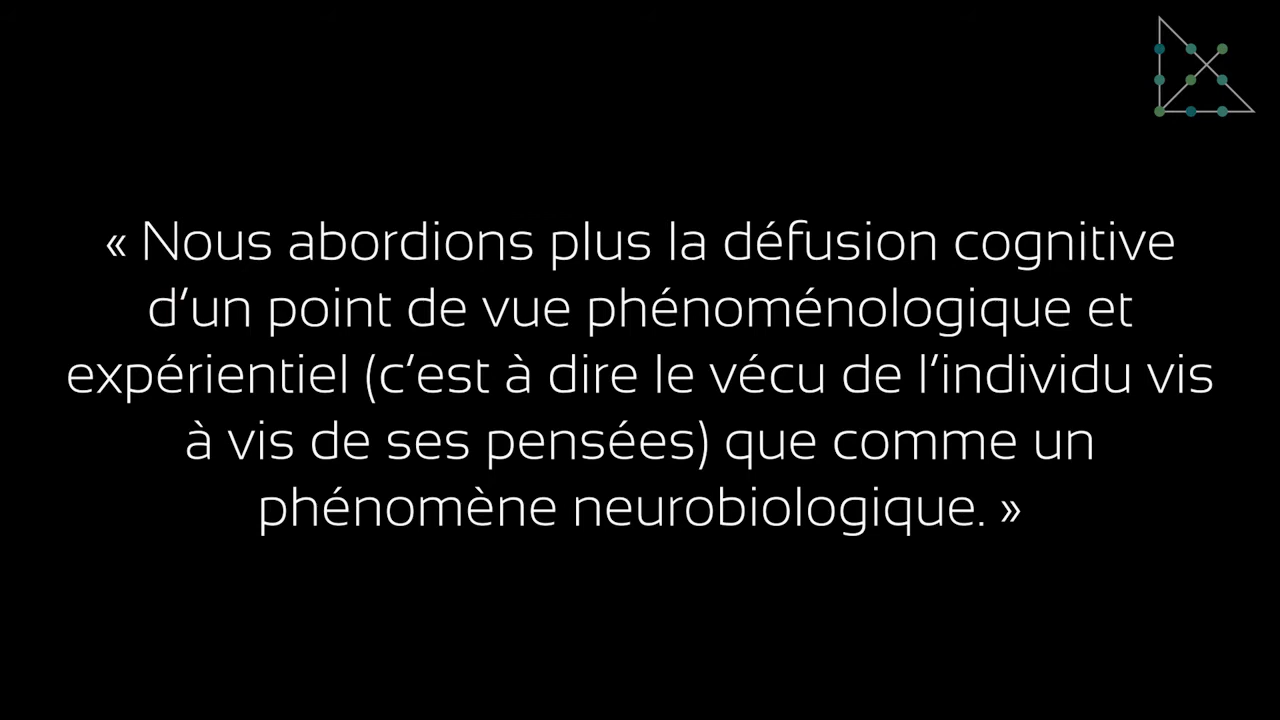 « Nous abordions plus la défusion cognitive
d’un point de vue phénoménologique et
expérientiel (c’est à dire le vécu de l’individu vis
à vis de ses pensées) que comme un
phénomène neurobiologique. »